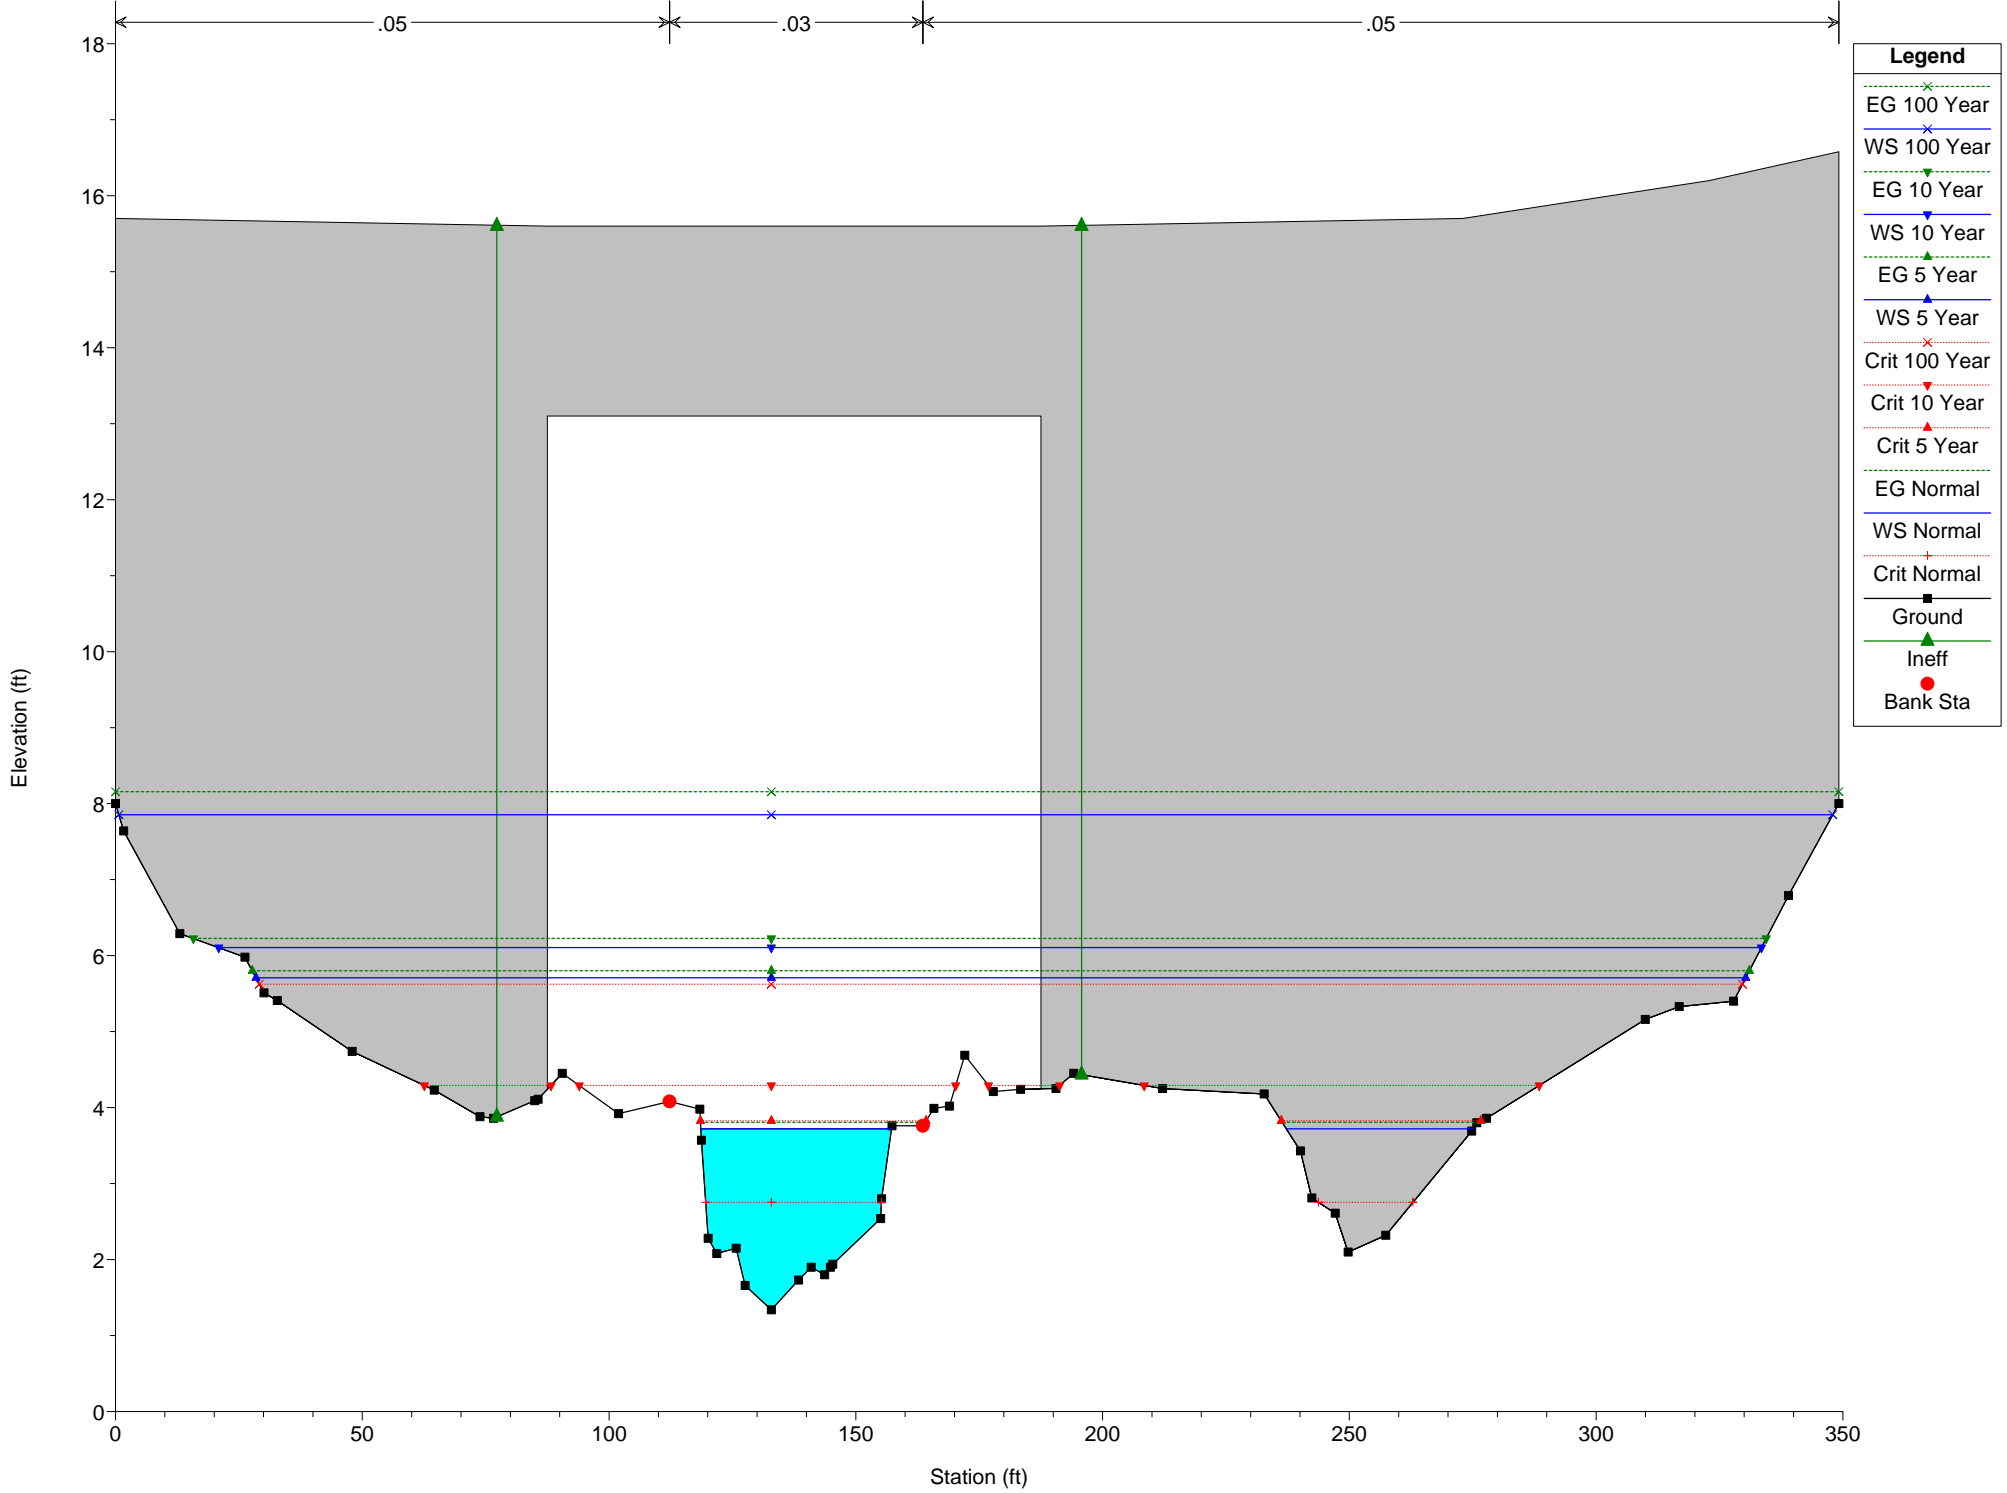 .05
.03
.05
18
16
14
12
10
8
6
4
2
0
Elevation (ft)
0
50
100
150
200
250
300
350
Station (ft)
Legend
EG 100 Year
WS 100 Year
EG 10 Year
WS 10 Year
EG 5 Year
WS 5 Year
Crit 100 Year
Crit 10 Year
Crit 5 Year
EG Normal
WS Normal
Crit Normal
Ground
Ineff
Bank Sta